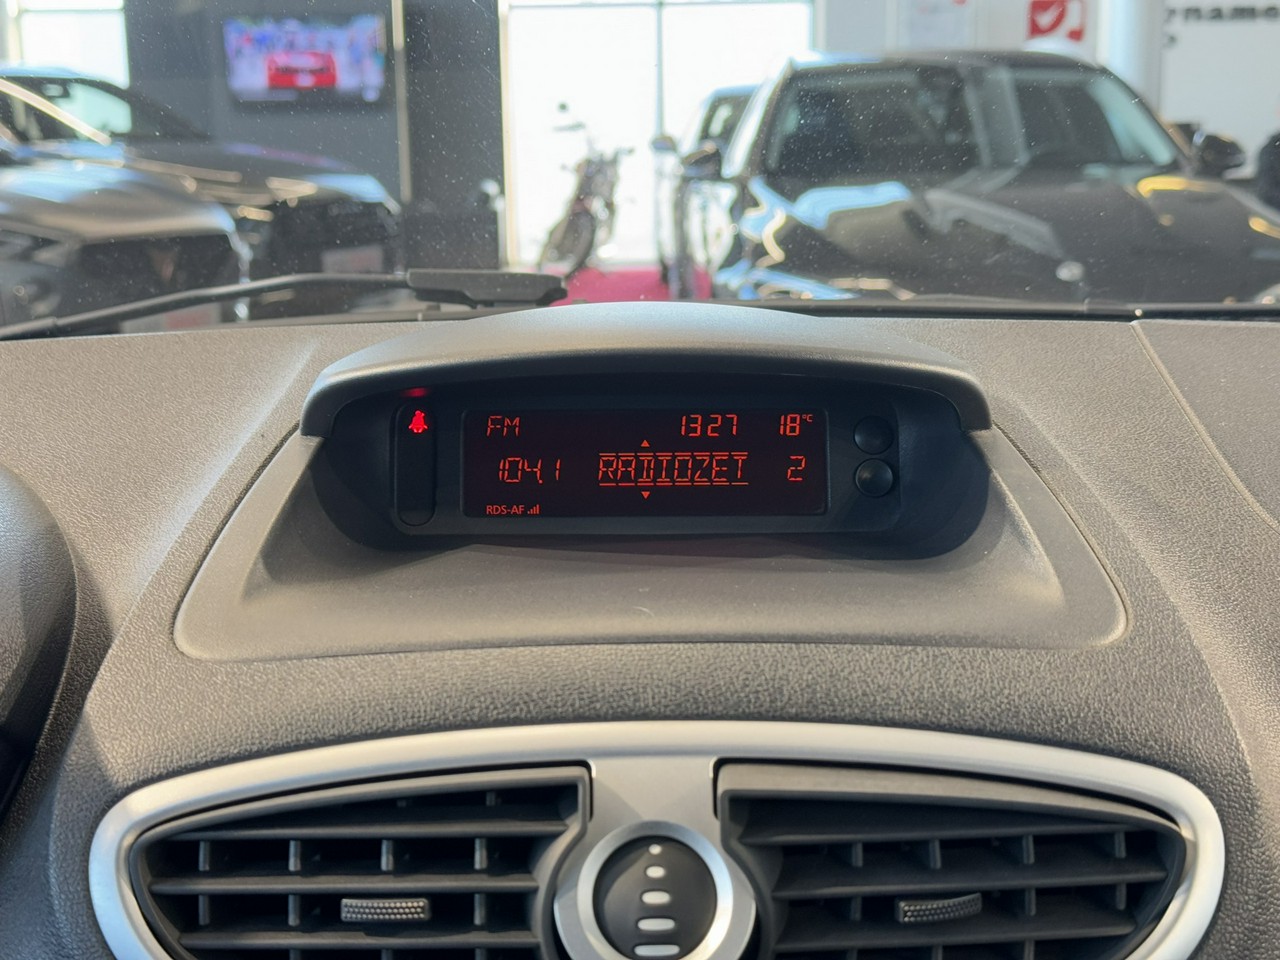 FM 13 27 18°C
104.1 RADIOZET 2
RDS-AF